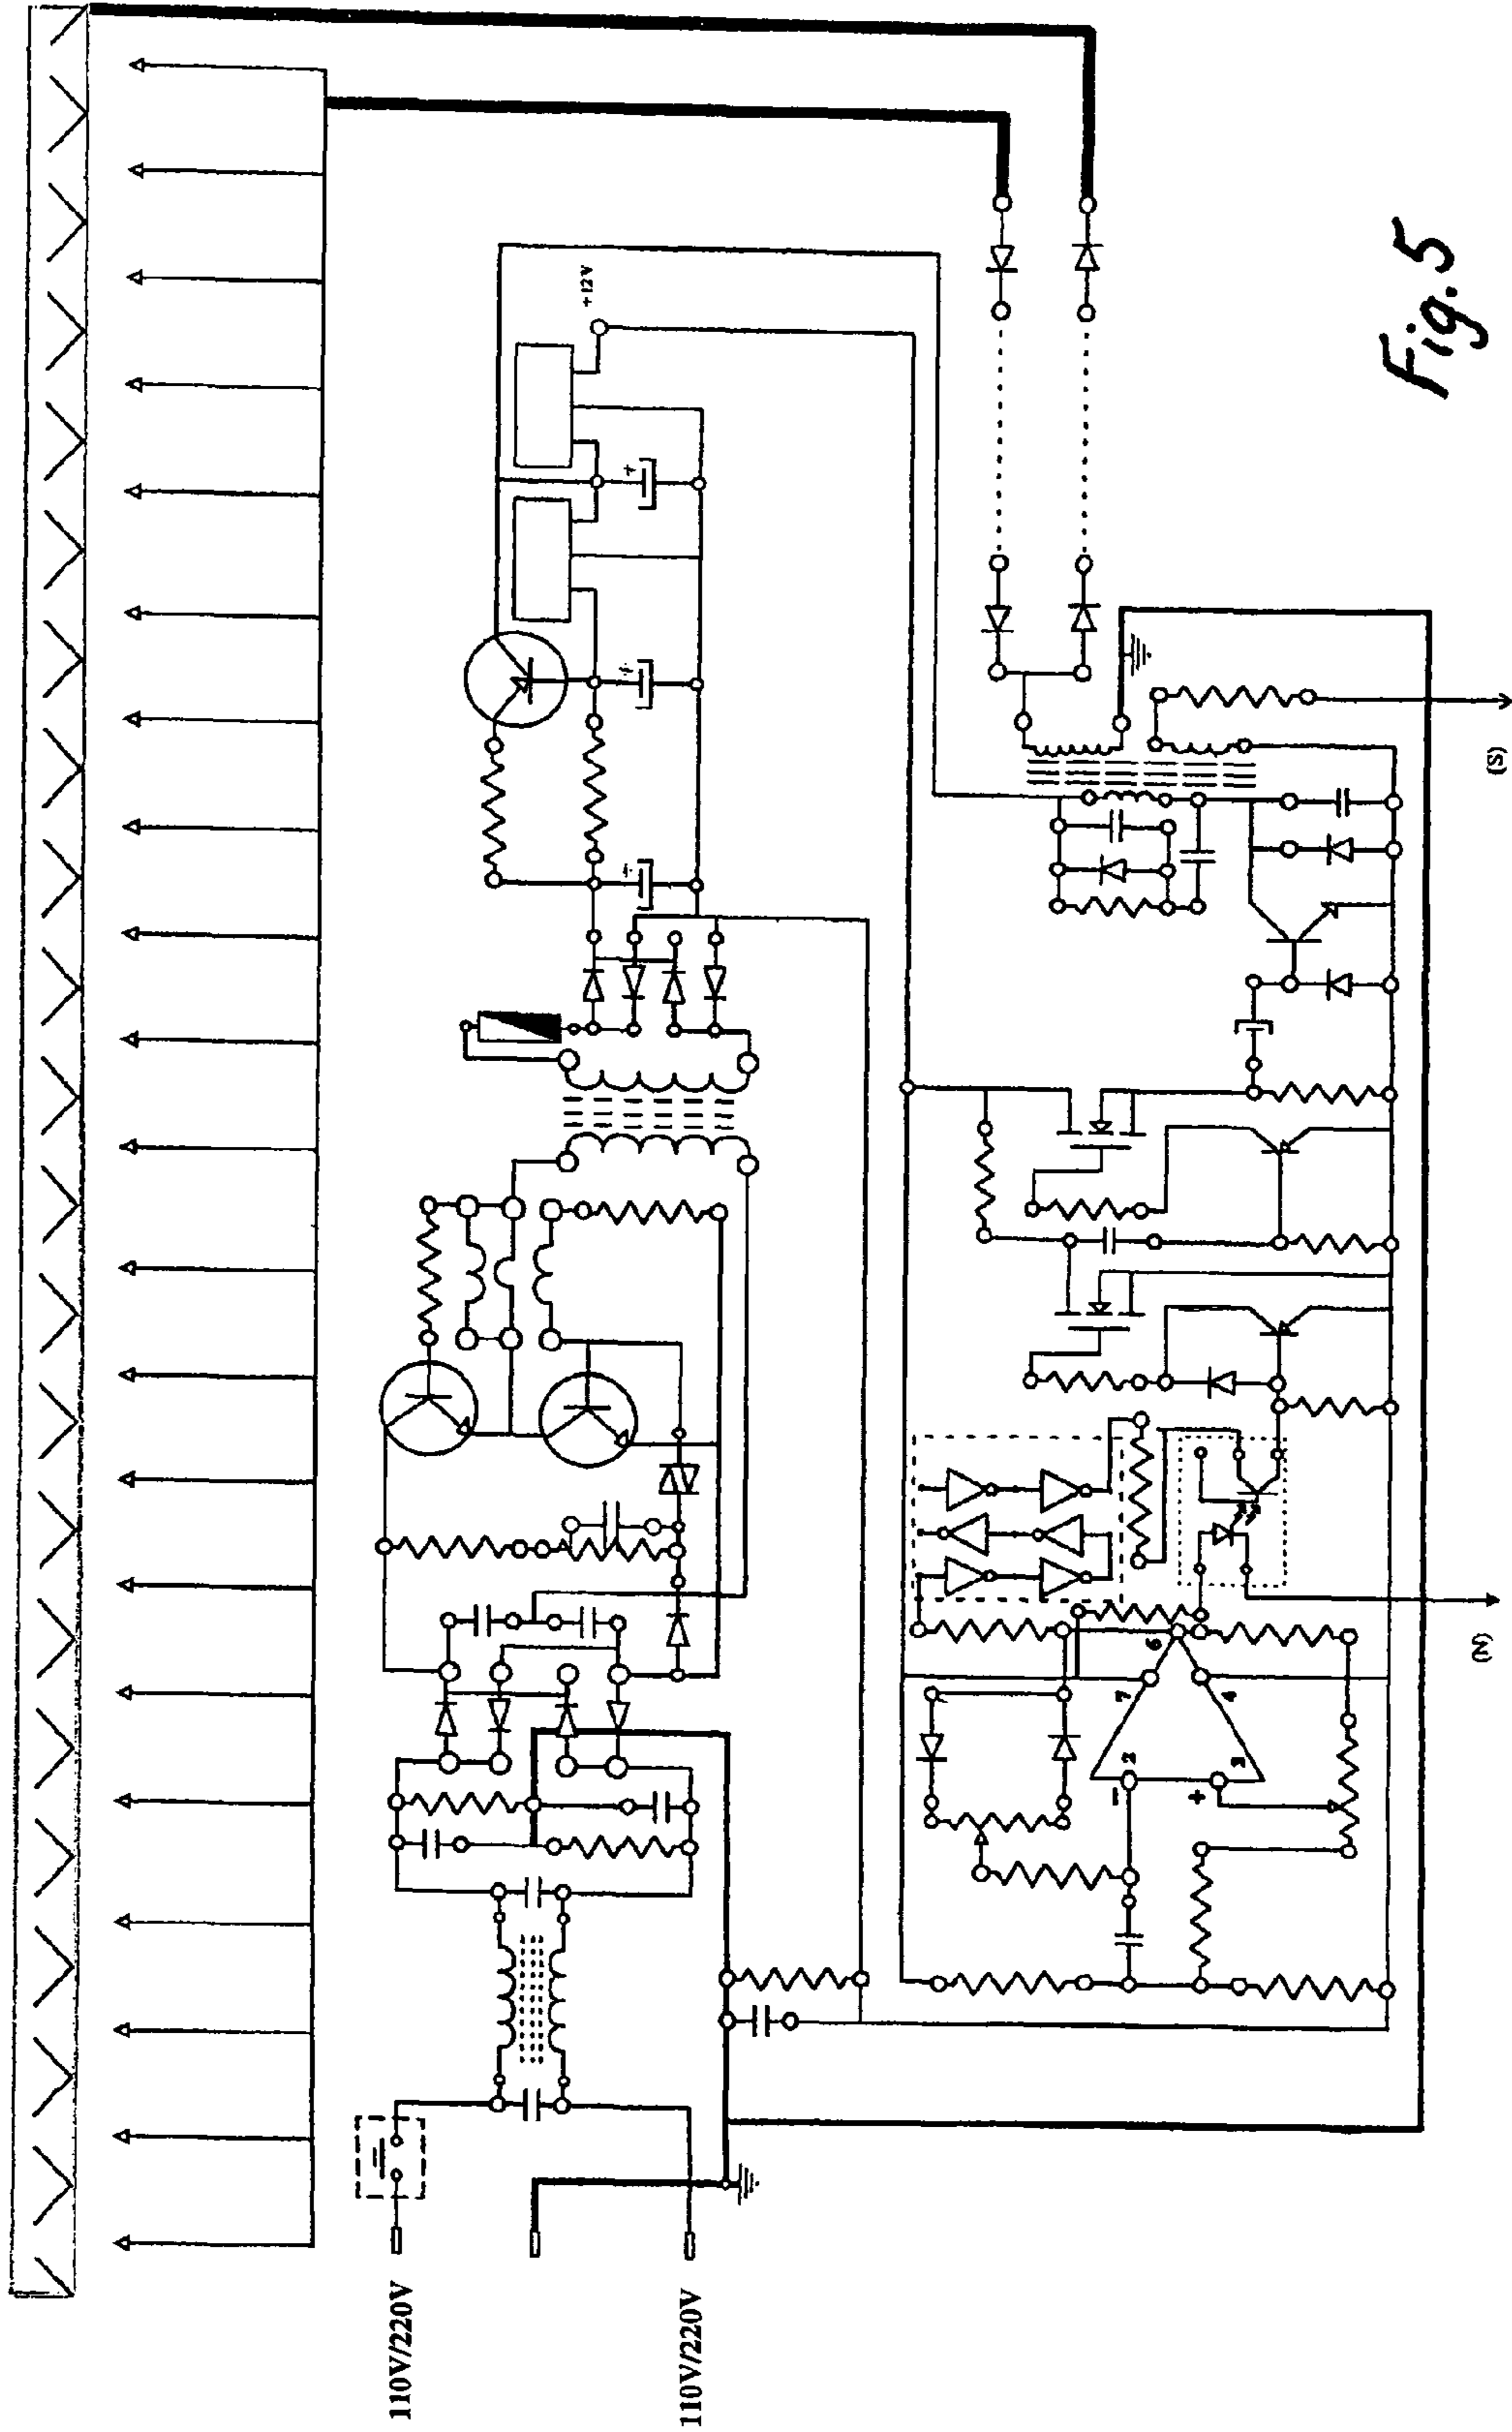 110V/220V
110V/220V
+12V
+
+
+
7
6
2
−
+
3
4
(N)
(S)
Fig. 5